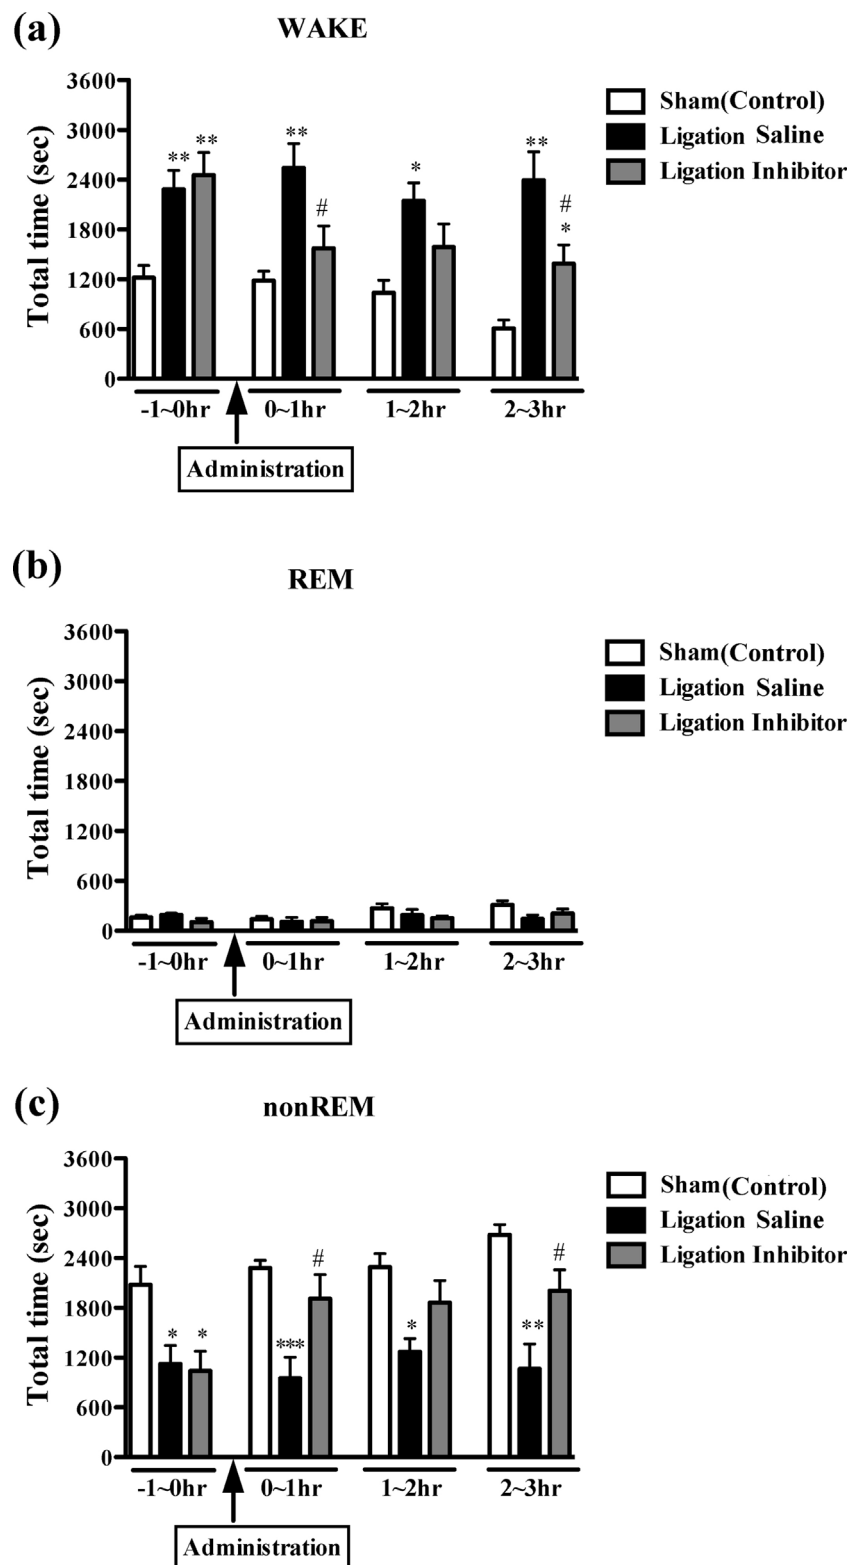 (a)
WAKE
Total time (sec)
3600
3000
2400
1800
1200
600
0
** ** ** # * ** # *
-1~0hr 0~1hr 1~2hr 2~3hr
Administration
Sham(Control)
Ligation Saline
Ligation Inhibitor
(b)
REM
Total time (sec)
3600
3000
2400
1800
1200
600
0
-1~0hr 0~1hr 1~2hr 2~3hr
Administration
Sham(Control)
Ligation Saline
Ligation Inhibitor
(c)
nonREM
Total time (sec)
3600
3000
2400
1800
1200
600
0
* * *** # * ** #
-1~0hr 0~1hr 1~2hr 2~3hr
Administration
Sham(Control)
Ligation Saline
Ligation Inhibitor